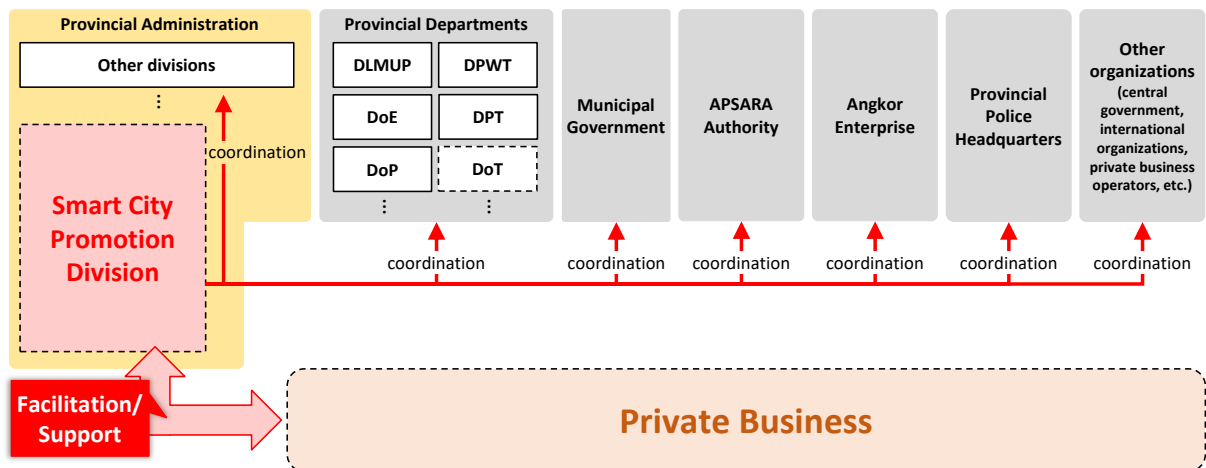 Provincial Administration
Other divisions
⋮
coordination
Smart City
Promotion
Division
Provincial Departments
DLMUP
DPWT
DoE
DPT
DoP
DoT
⋮
⋮
Municipal
Government
APSARA
Authority
Angkor
Enterprise
Provincial
Police
Headquarters
Other
organizations
(central
government,
international
organizations,
private business
operators, etc.)
coordination
coordination
coordination
coordination
coordination
coordination
Facilitation/
Support
Private Business